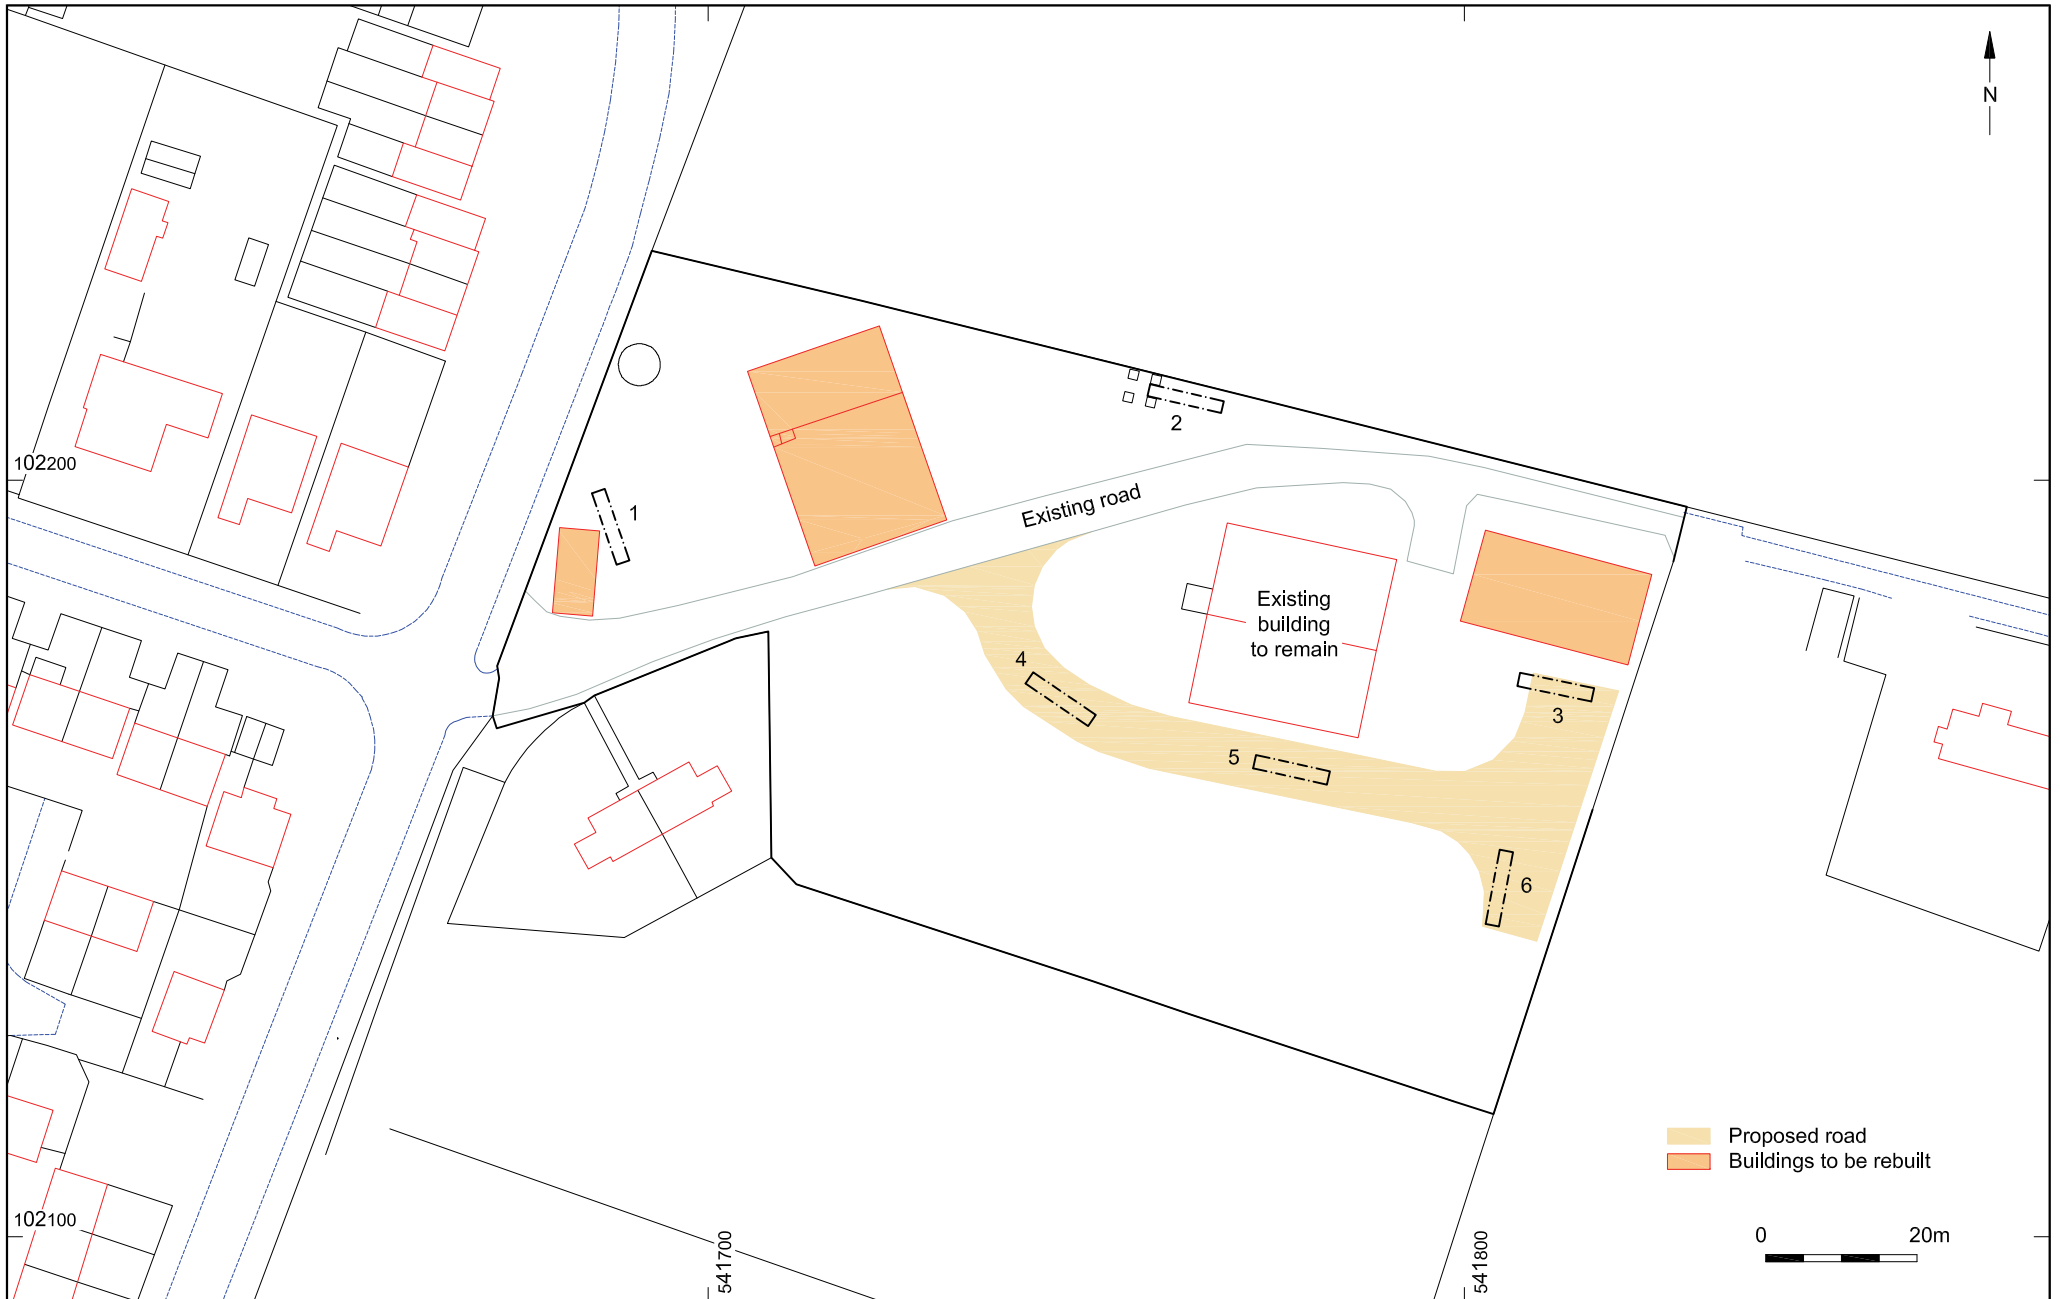 N
102200
2
1
Existing road
Existing
building
to remain
4
3
5
6
Proposed road
Buildings to be rebuilt
102100
541700
541800
0 20m